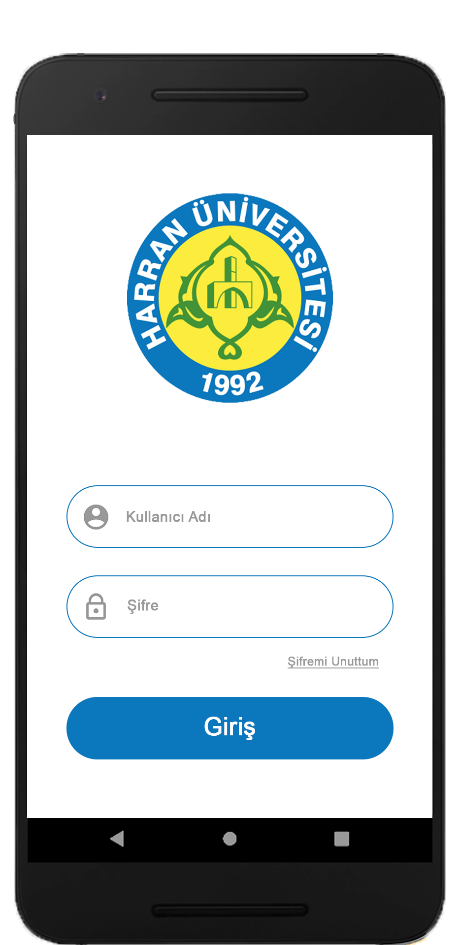 HARRAN ÜNİVERSİTESİ
1992
Kullanıcı Adı
Şifre
Şifremi Unuttum
Giriş